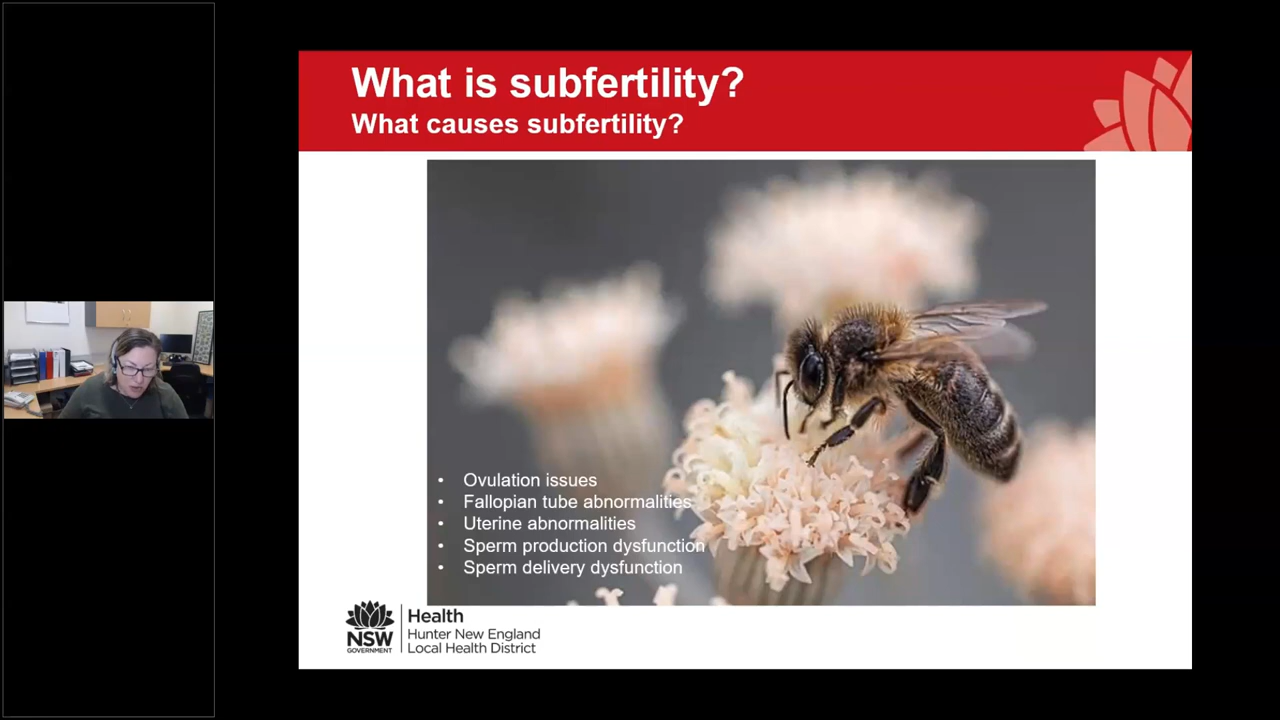 What is subfertility?
What causes subfertility?
• Ovulation issues
• Fallopian tube abnormalities
• Uterine abnormalities
• Sperm production dysfunction
• Sperm delivery dysfunction
NSW
GOVERNMENT
Health
Hunter New England
Local Health District